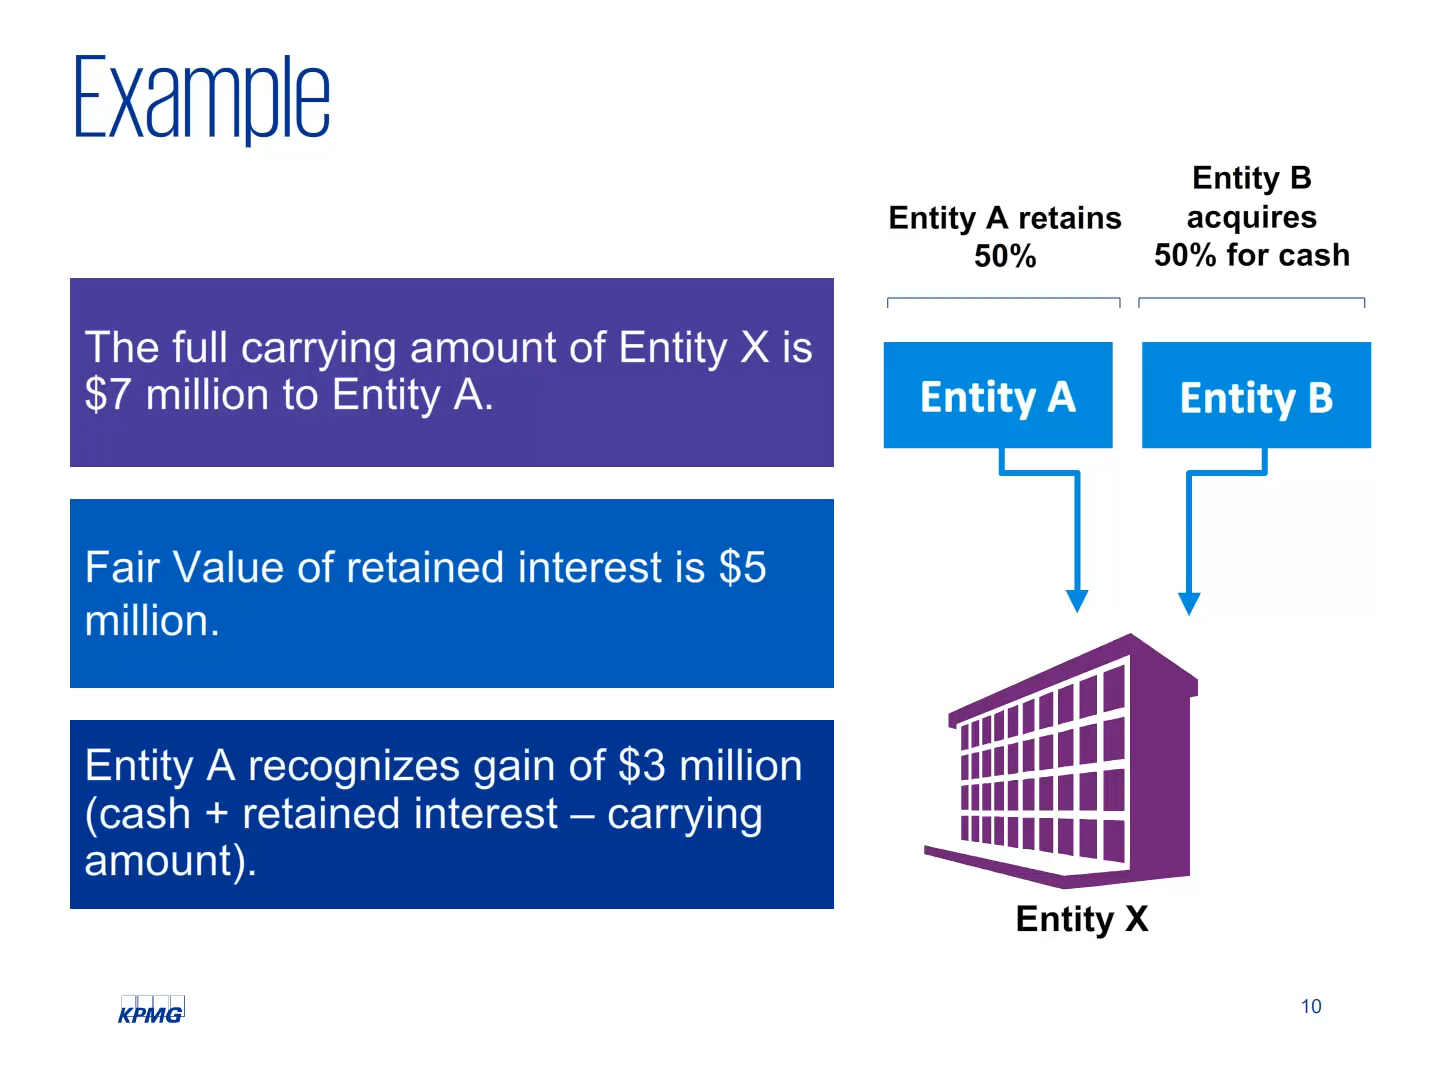 Example
Entity A retains
50%
Entity B
acquires
50% for cash
The full carrying amount of Entity X is
$7 million to Entity A.
Entity A
Entity B
Fair Value of retained interest is $5
million.
Entity A recognizes gain of $3 million
(cash + retained interest – carrying
amount).
Entity X
KPMG
10